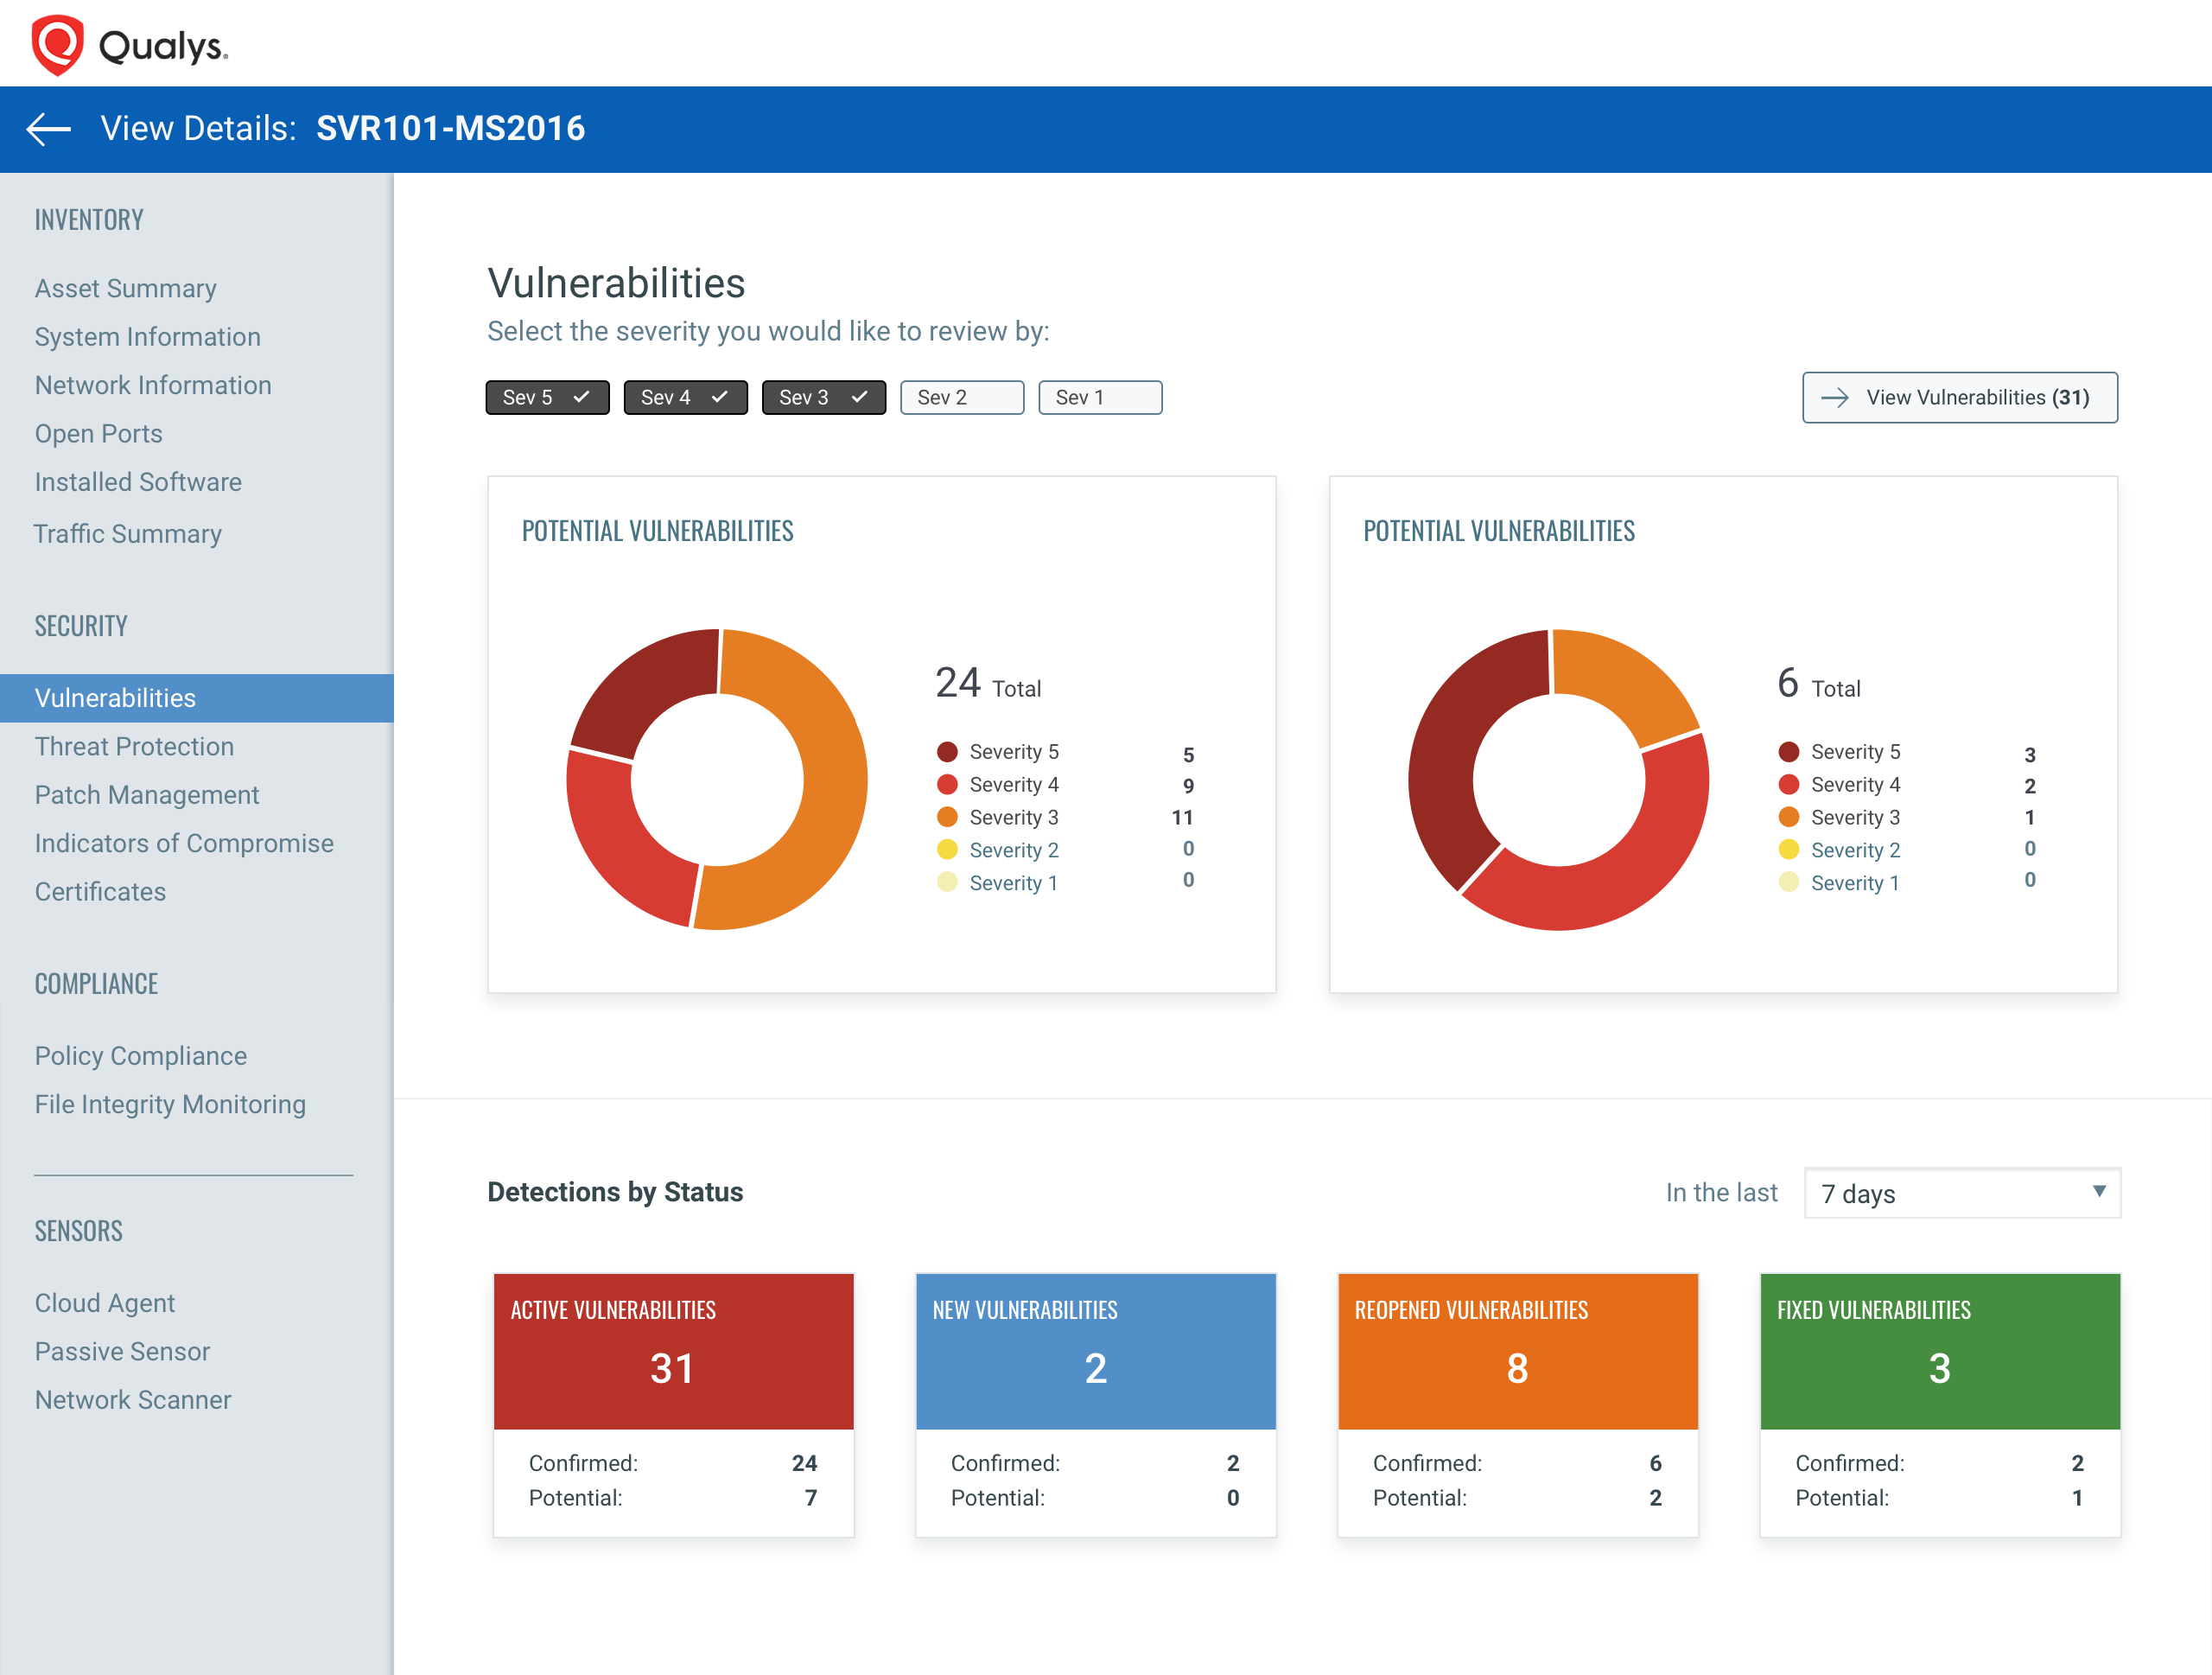 Qualys.
View Details: SVR101-MS2016
INVENTORY
Asset Summary
System Information
Network Information
Open Ports
Installed Software
Traffic Summary
SECURITY
Vulnerabilities
Threat Protection
Patch Management
Indicators of Compromise
Certificates
COMPLIANCE
Policy Compliance
File Integrity Monitoring
SENSORS
Cloud Agent
Passive Sensor
Network Scanner
Vulnerabilities
Select the severity you would like to review by:
Sev 5 Sev 4 Sev 3 Sev 2 Sev 1
View Vulnerabilities (31)
POTENTIAL VULNERABILITIES
24 Total
Severity 5 5
Severity 4 9
Severity 3 11
Severity 2 0
Severity 1 0
POTENTIAL VULNERABILITIES
6 Total
Severity 5 3
Severity 4 2
Severity 3 1
Severity 2 0
Severity 1 0
Detections by Status
In the last 7 days
ACTIVE VULNERABILITIES
31
Confirmed: 24
Potential: 7
NEW VULNERABILITIES
2
Confirmed: 2
Potential: 0
REOPENED VULNERABILITIES
8
Confirmed: 6
Potential: 2
FIXED VULNERABILITIES
3
Confirmed: 2
Potential: 1